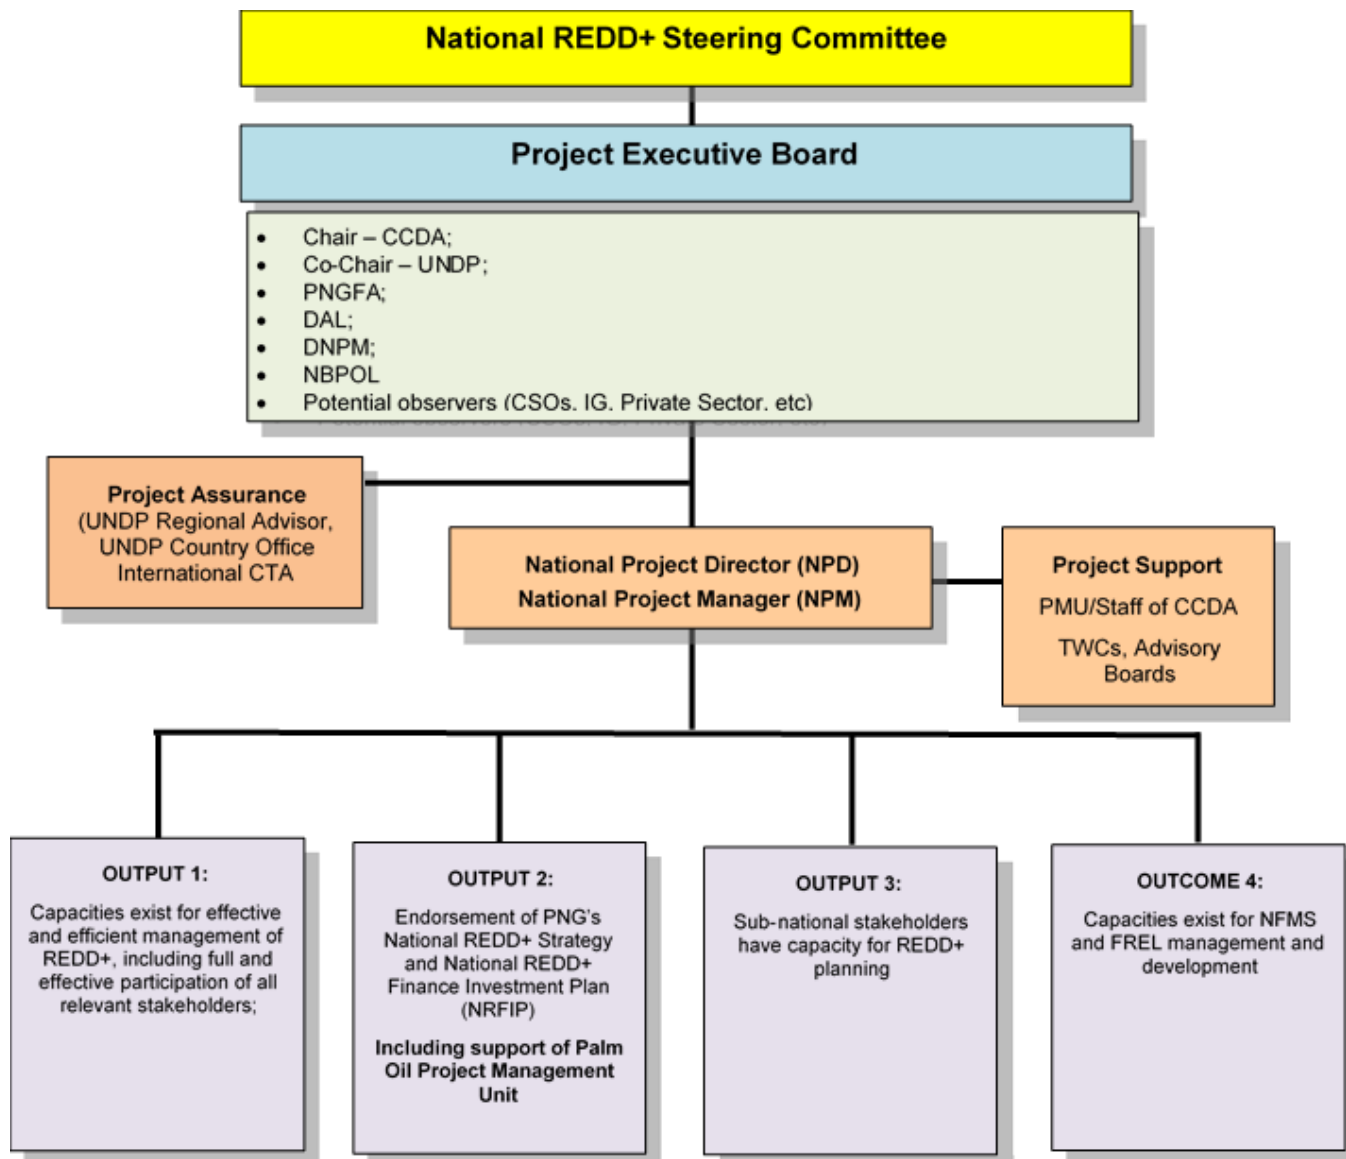 National REDD+ Steering Committee
Project Executive Board
• Chair – CCDA;
• Co-Chair – UNDP;
• PNGFA;
• DAL;
• DNPM;
• NBPOL
• Potential observers (CSOs, IG, Private Sector, etc)
Project Assurance
(UNDP Regional Advisor,
UNDP Country Office
International CTA
National Project Director (NPD)
National Project Manager (NPM)
Project Support
PMU/Staff of CCDA
TWCs, Advisory
Boards
OUTPUT 1:
Capacities exist for effective
and efficient management of
REDD+, including full and
effective participation of all
relevant stakeholders;
OUTPUT 2:
Endorsement of PNG's
National REDD+ Strategy
and National REDD+
Finance Investment Plan
(NRFIP)
Including support of Palm
Oil Project Management
Unit
OUTPUT 3:
Sub-national stakeholders
have capacity for REDD+
planning
OUTCOME 4:
Capacities exist for NFMS
and FREL management and
development